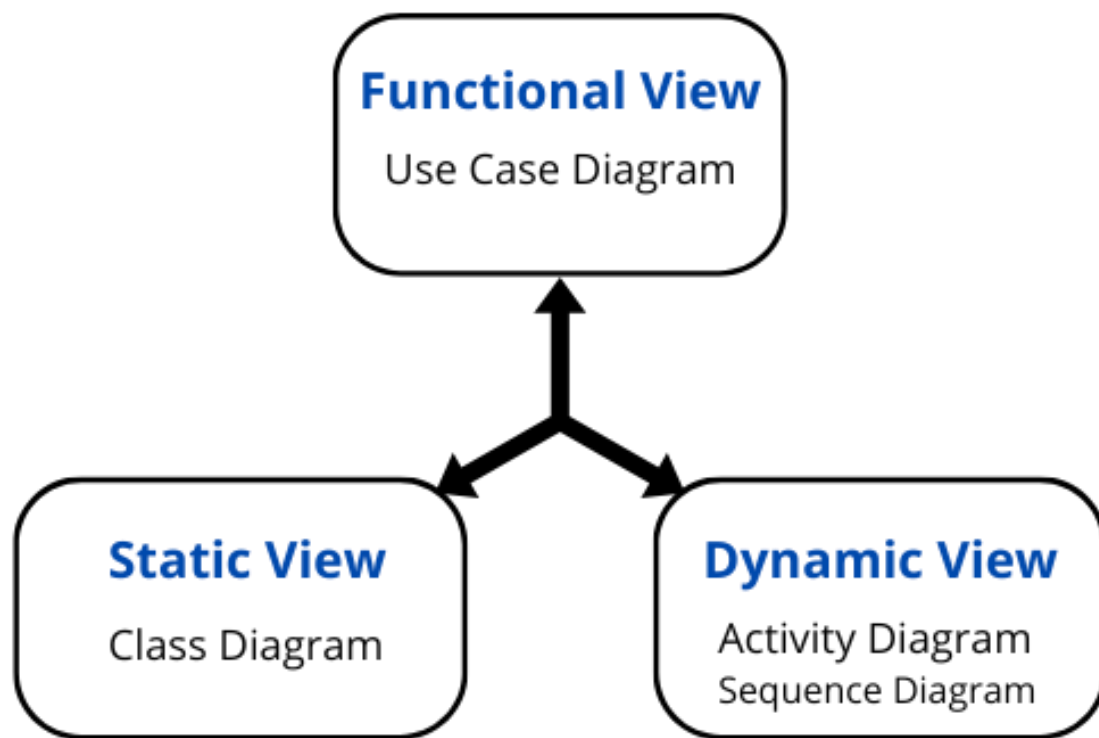 Functional View
Use Case Diagram
Static View
Class Diagram
Dynamic View
Activity Diagram
Sequence Diagram